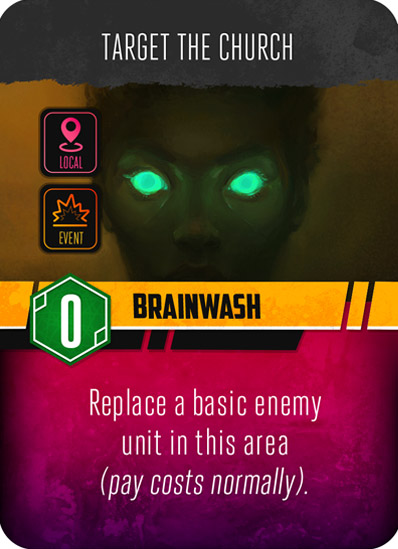 TARGET THE CHURCH
LOCAL
EVENT
0
BRAINWASH
Replace a basic enemy
unit in this area
(pay costs normally).